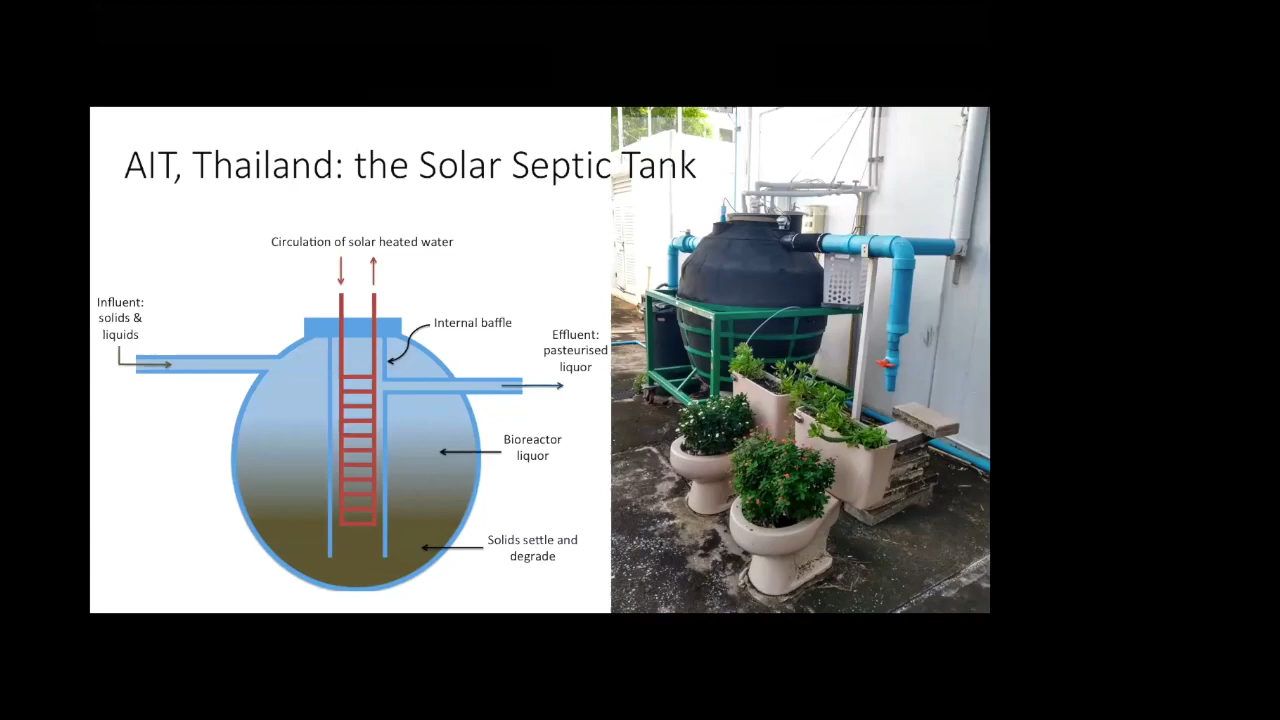 AIT, Thailand: the Solar Septic Tank
Circulation of solar heated water
Influent:
solids &
liquids
Internal baffle
Effluent:
pasteurised
liquor
Bioreactor
liquor
Solids settle and
degrade